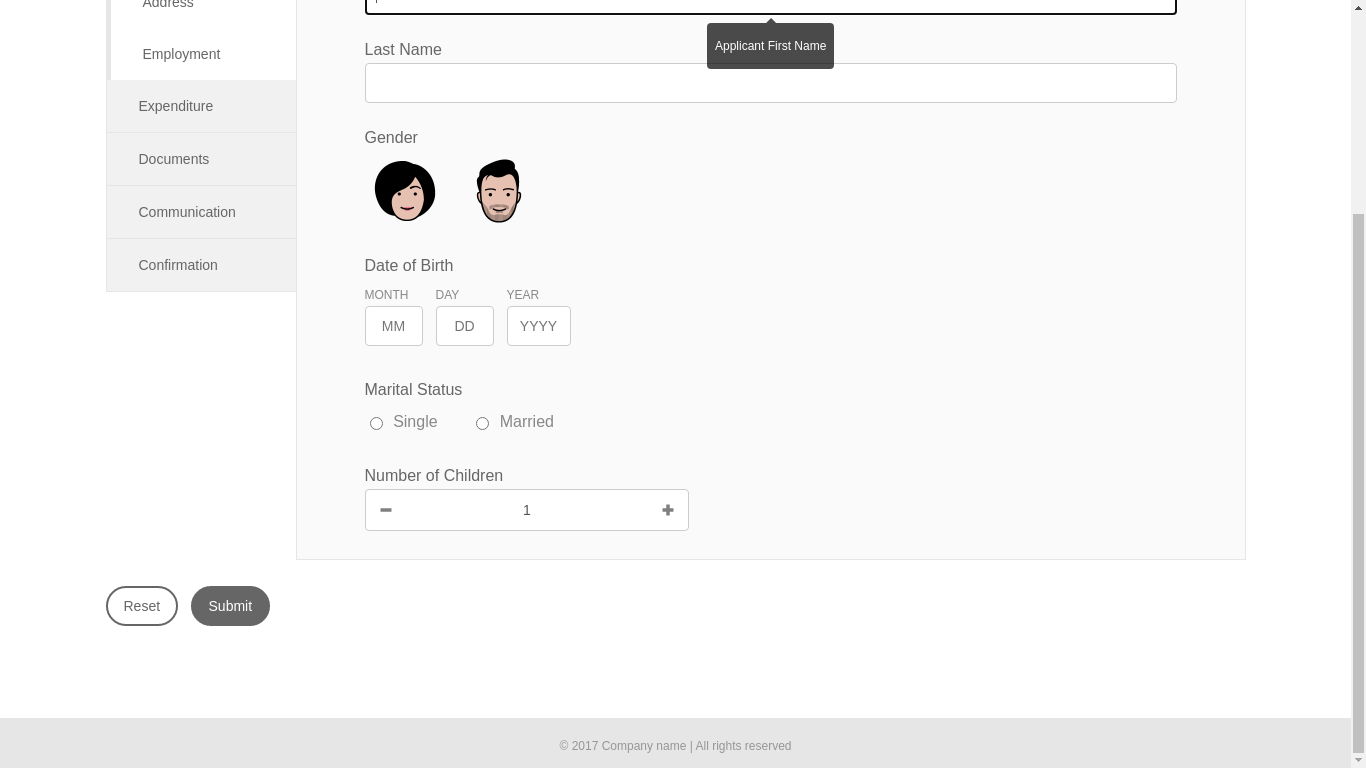 Address
Employment
Expenditure
Documents
Communication
Confirmation
Applicant First Name
Last Name
Gender
Date of Birth
MONTH DAY YEAR
MM DD YYYY
Marital Status
Single Married
Number of Children
1
Reset Submit
© 2017 Company name | All rights reserved